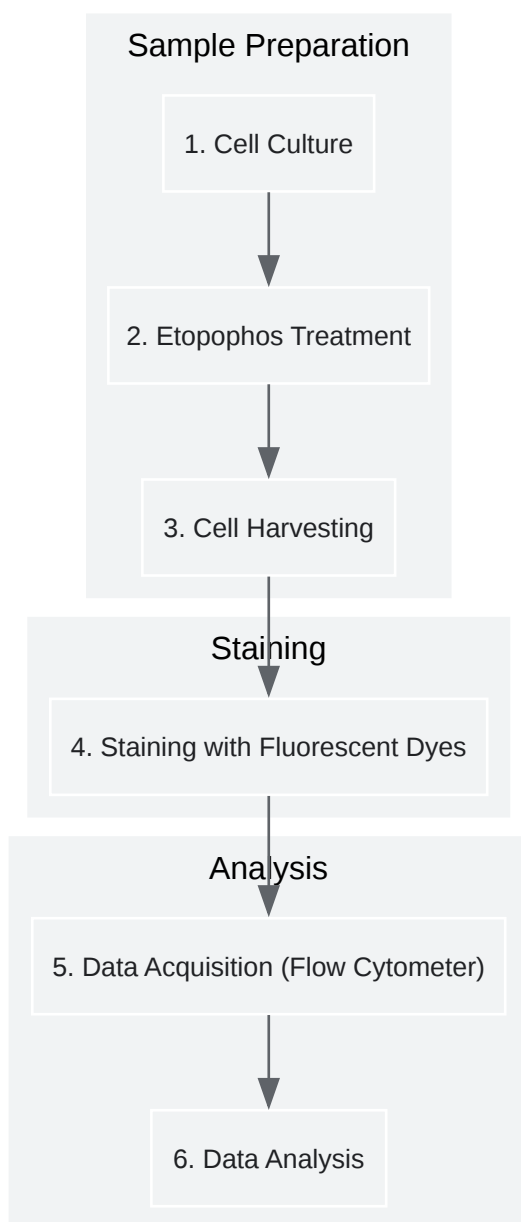 Sample Preparation
1. Cell Culture
2. Etopophos Treatment
3. Cell Harvesting
Staining
4. Staining with Fluorescent Dyes
Analysis
5. Data Acquisition (Flow Cytometer)
6. Data Analysis